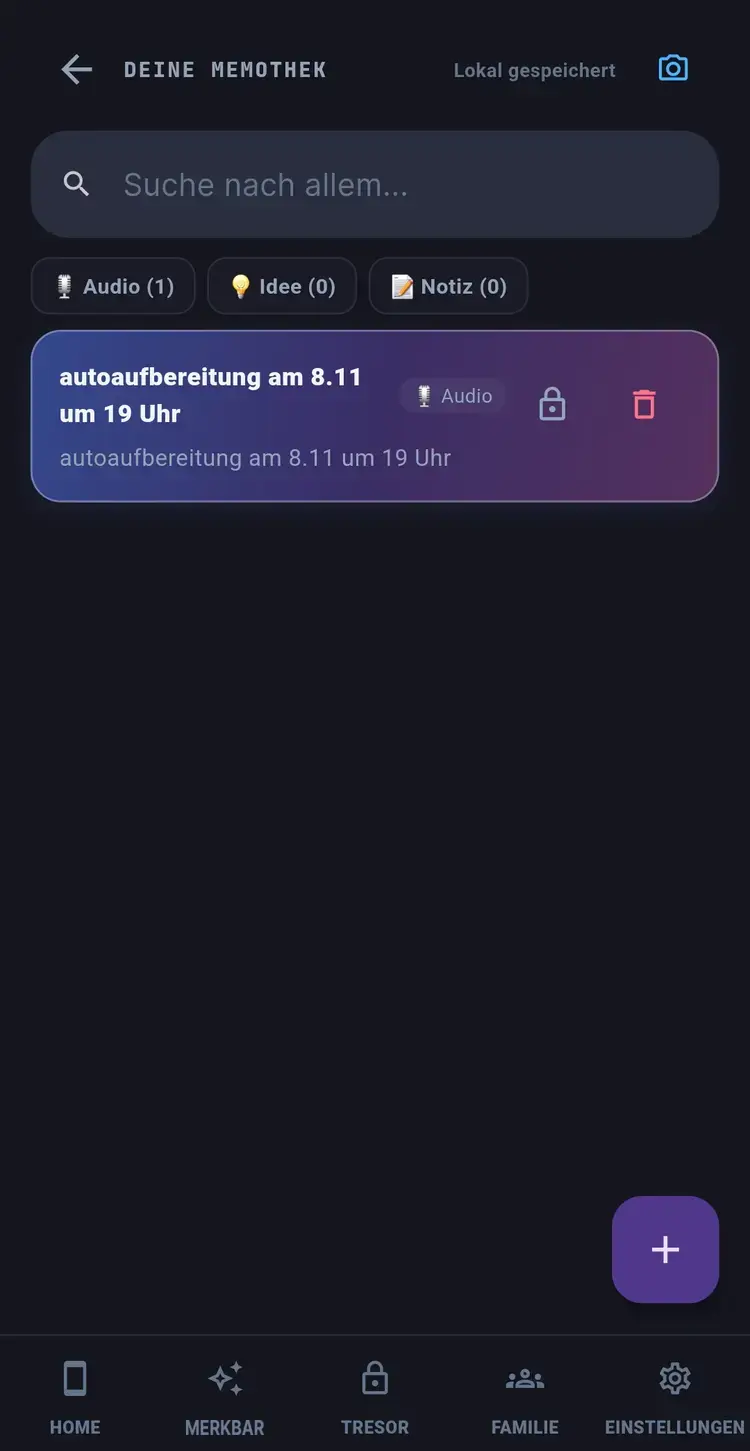 DEINE MEMOTHEK
Lokal gespeichert
Suche nach allem...
Audio (1)
Idee (0)
Notiz (0)
autoaufbereitung am 8.11
um 19 Uhr
Audio
autoaufbereitung am 8.11 um 19 Uhr
HOME
MERKBAR
TRESOR
FAMILIE
EINSTELLUNGEN